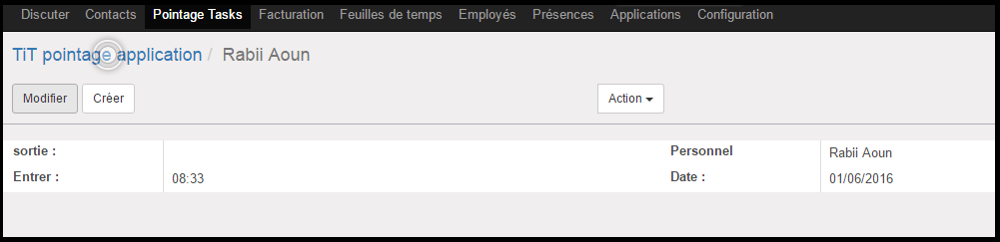 Discuter Contacts Pointage Tasks Facturation Feuilles de temps Employés Présences Applications Configuration
TiT pointage application / Rabii Aoun
Modifier Créer Action
sortie : Personnel Rabii Aoun
Entrer : 08:33 Date : 01/06/2016